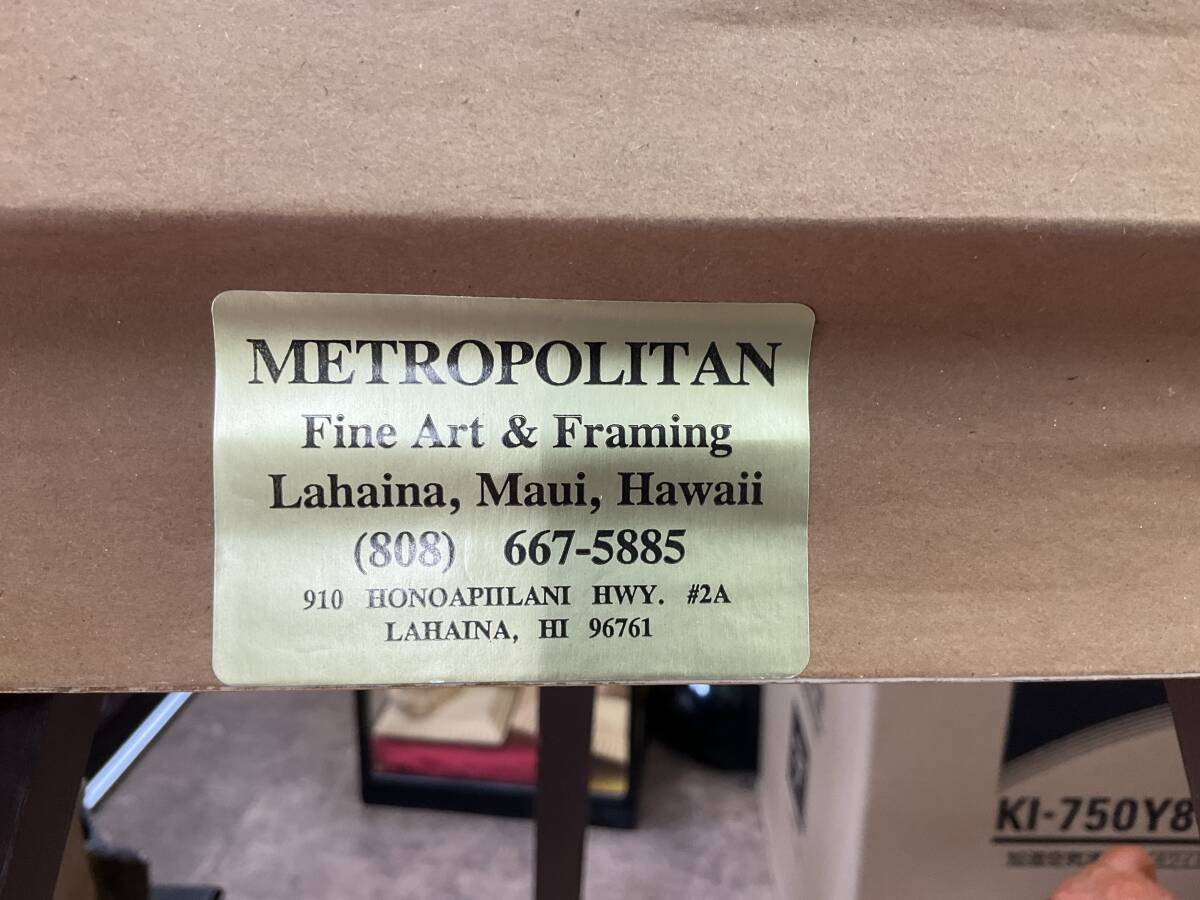 METROPOLITAN
Fine Art & Framing
Lahaina, Maui, Hawaii
(808) 667-5885
910 HONOAPIILANI HWY. #2A
LAHAINA, HI 96761
KI-750Y8